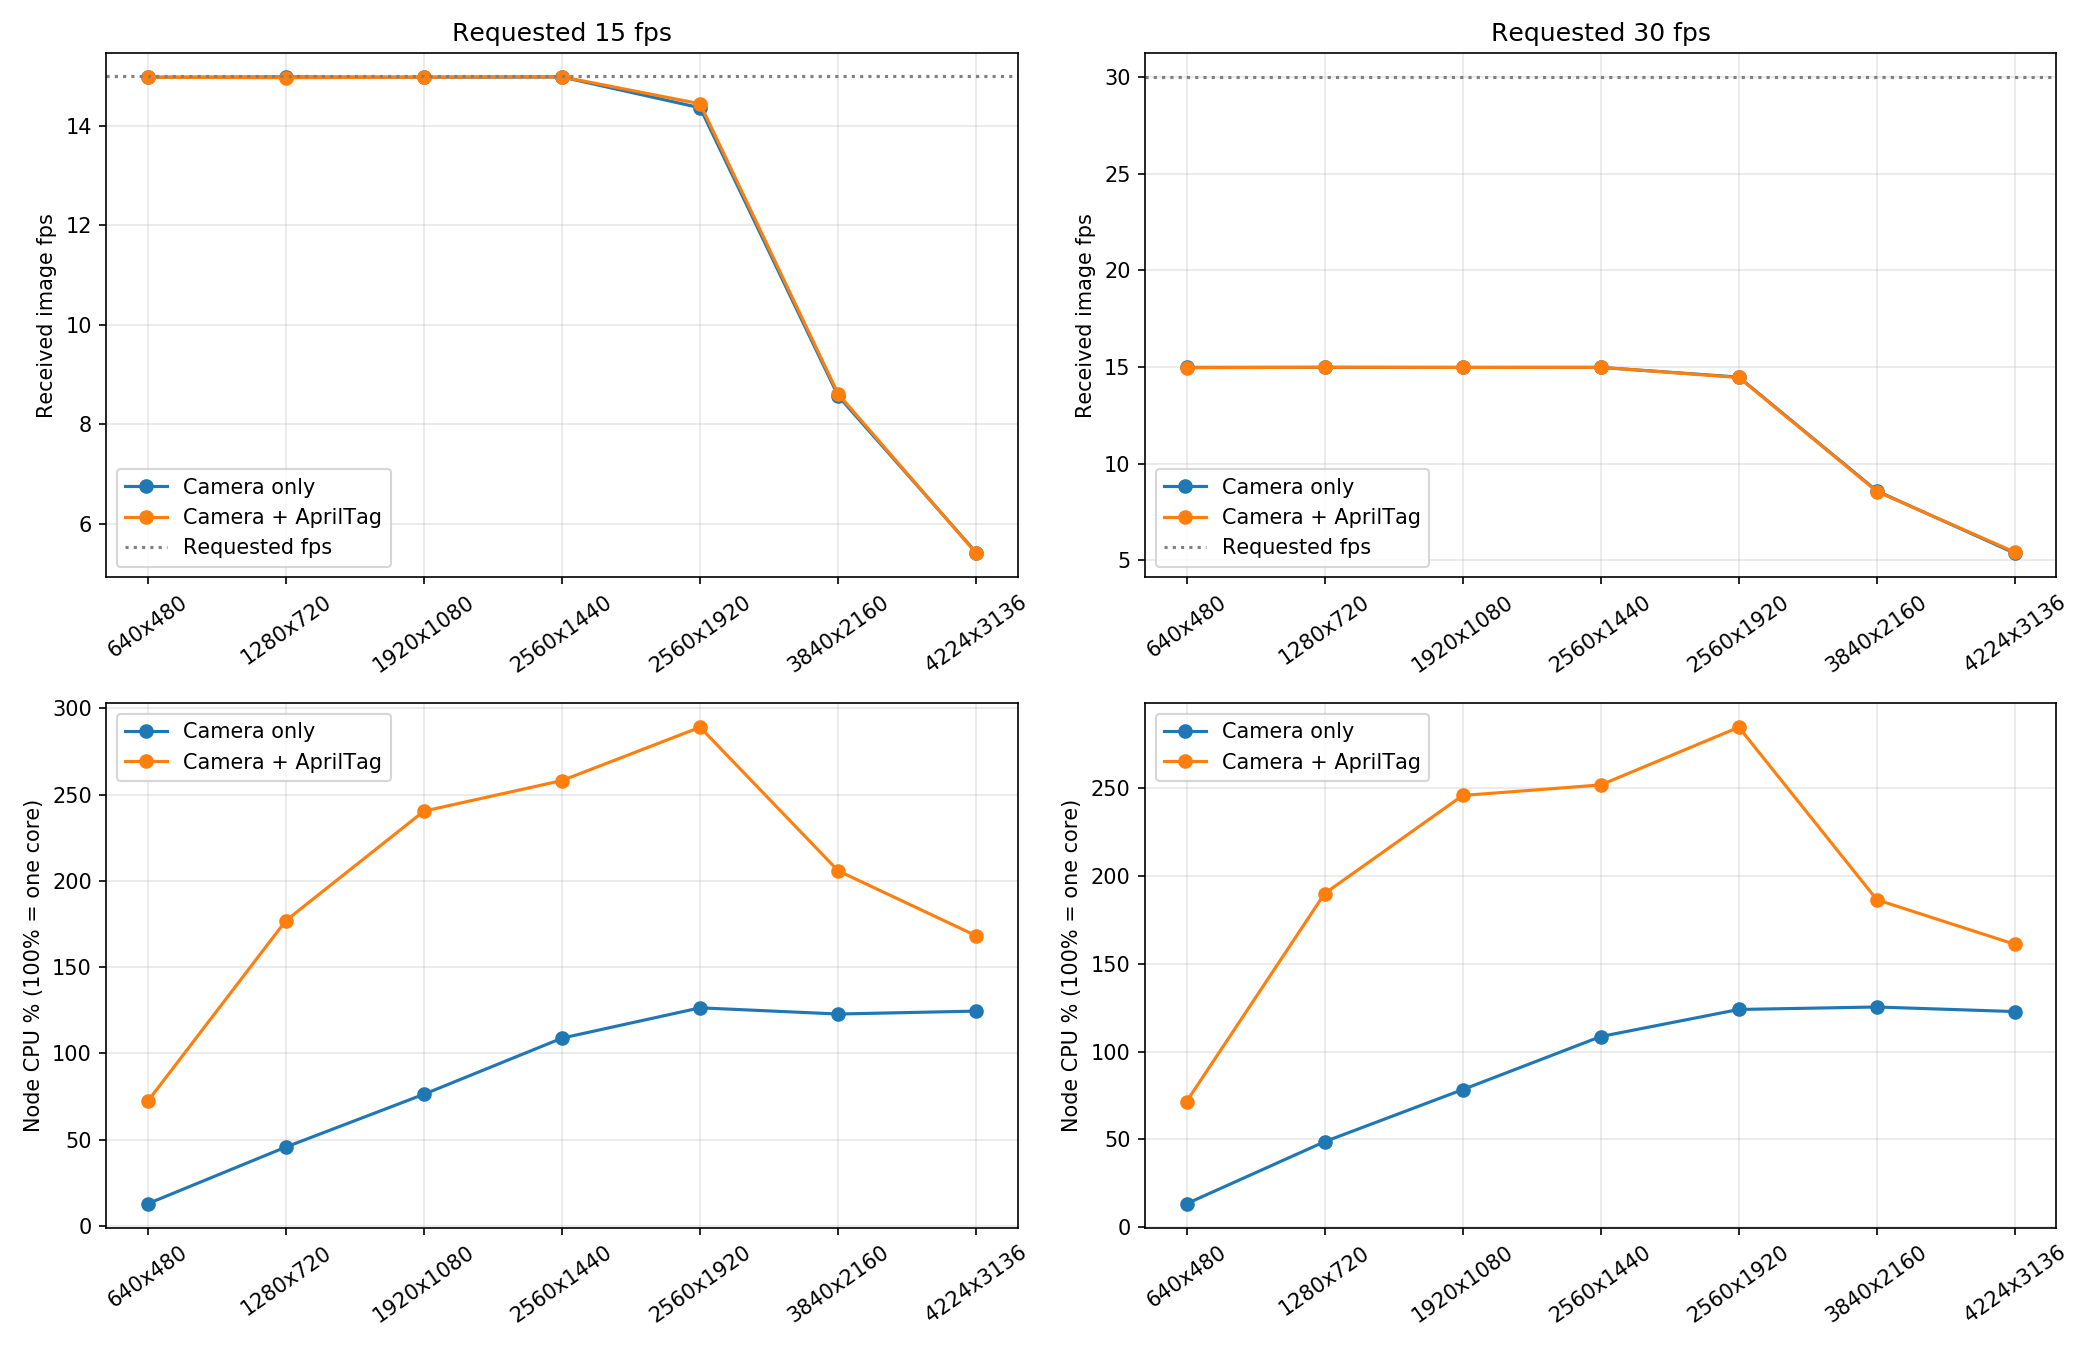 Requested 15 fps
Received image fps
14
12
10
8
6
Camera only
Camera + AprilTag
Requested fps
640x480
1280x720
1920x1080
2560x1440
2560x1920
3840x2160
4224x3136
Requested 30 fps
Received image fps
30
25
20
15
10
5
Camera only
Camera + AprilTag
Requested fps
640x480
1280x720
1920x1080
2560x1440
2560x1920
3840x2160
4224x3136
Node CPU % (100% = one core)
300
250
200
150
100
50
0
Camera only
Camera + AprilTag
640x480
1280x720
1920x1080
2560x1440
2560x1920
3840x2160
4224x3136
Node CPU % (100% = one core)
250
200
150
100
50
0
Camera only
Camera + AprilTag
640x480
1280x720
1920x1080
2560x1440
2560x1920
3840x2160
4224x3136